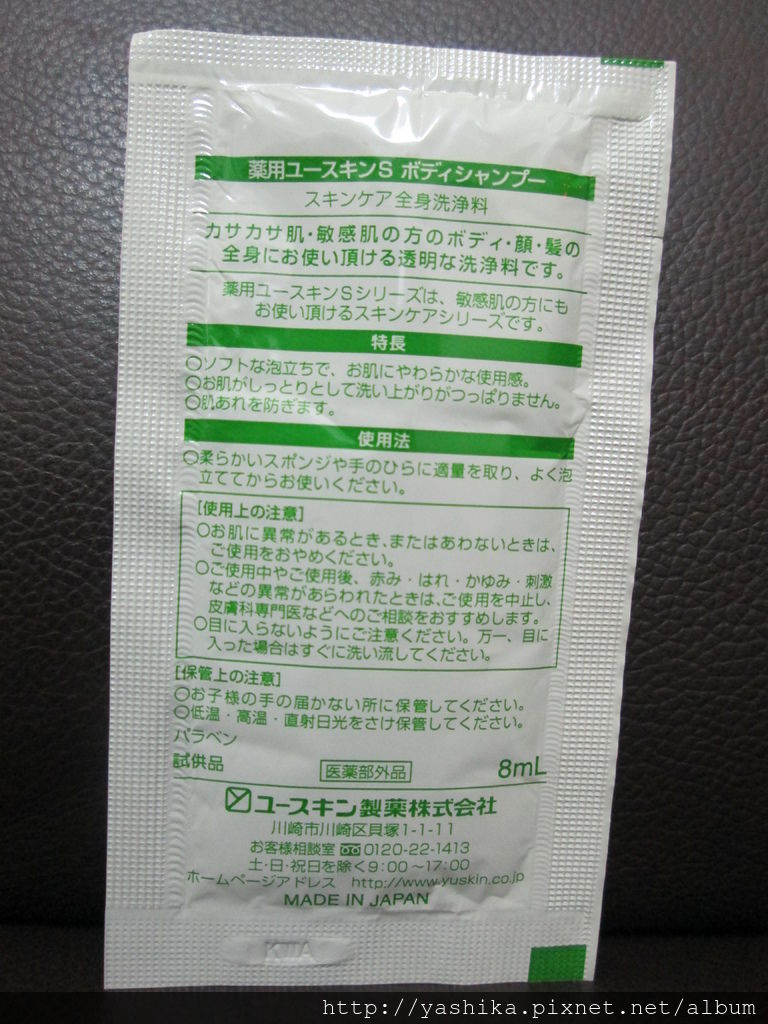 薬用ユースキンS ボディシャンプー
スキンケア全身洗浄料
カサカサ肌・敏感肌の方のボディ・顔・髪の
全身にお使い頂ける透明な洗浄料です。
薬用ユースキンSシリーズは、敏感肌の方にも
お使い頂けるスキンケアシリーズです。
特長
○ソフトな泡立ちで、お肌にやわらかな使用感。
○お肌がしっとりとして洗い上がりがつっぱりません。
○肌あれを防ぎます。
使用法
○柔らかいスポンジや手のひらに適量を取り、よく泡
立ててからお使いください。
[使用上の注意]
○お肌に異常があるとき、またはあわないときは、
ご使用をおやめください。
○ご使用中やご使用後、赤み・はれ・かゆみ・刺激
などの異常があらわれたときは、ご使用を中止し、
皮膚科専門医などへのご相談をおすすめします。
○目に入らないようにご注意ください。万一、目に
入った場合はすぐに洗い流してください。
[保管上の注意]
○お子様の手の届かない所に保管してください。
○低温・高温・直射日光をさけ保管してください。
パラベン
試供品 医薬部外品 8mL
ユースキン製薬株式会社
川崎市川崎区貝塚1-1-11
お客様相談室 0120-22-1413
土・日・祝日を除く9:00～17:00
ホームページアドレス http://www.yuskin.co.jp
MADE IN JAPAN
http://yashika.pixnet.net/album